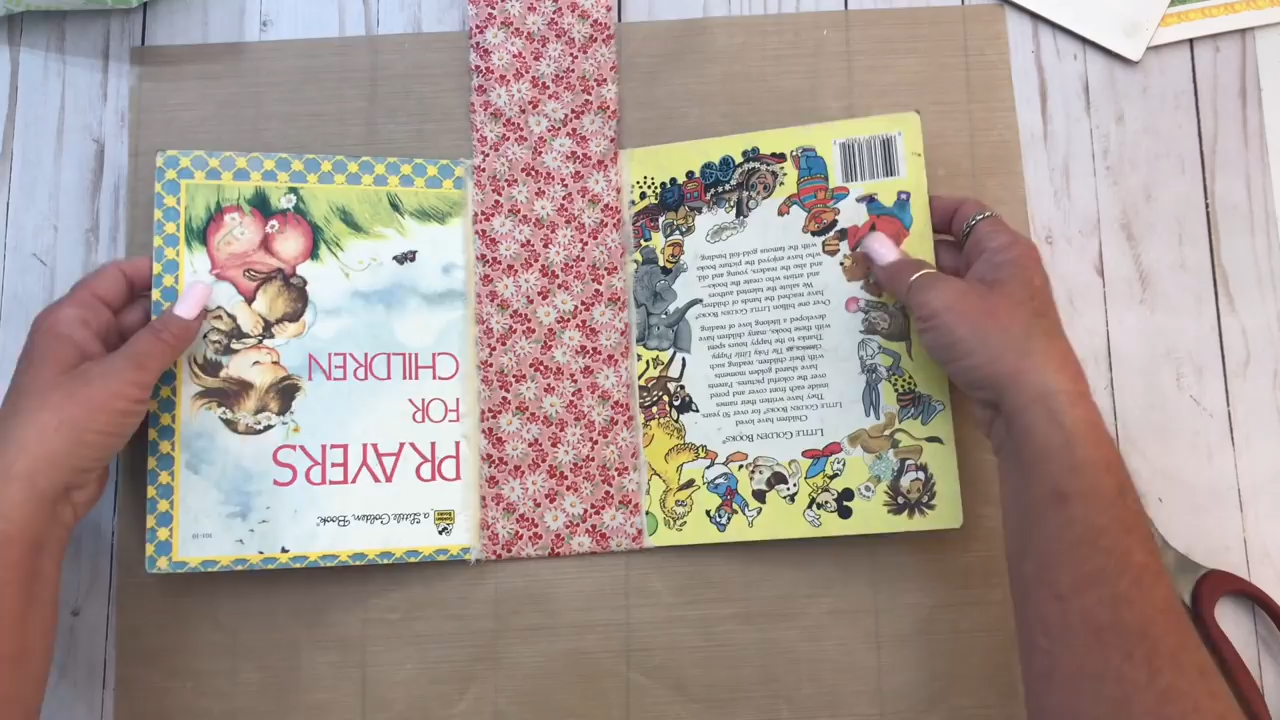 a Little Golden Book®
Golden Books
PRAYERS
FOR
CHILDREN
LITTLE GOLDEN BOOKS®
Children have loved
LITTLE GOLDEN BOOKS® for over 50 years.
They have written their names
inside each front cover and pored
over the colorful pictures. Parents
have shared golden moments
with their children, reading such
classics as The Poky Little Puppy.
Thanks to the happy hours spent
with these books, many children have
developed a lifelong love of reading.
Over one billion LITTLE GOLDEN BOOKS®
have reached the hands of children.
We salute the talented authors
and artists who create the books—
and also the readers, young and old,
who have enjoyed the picture books
with the famous gold-foil binding.